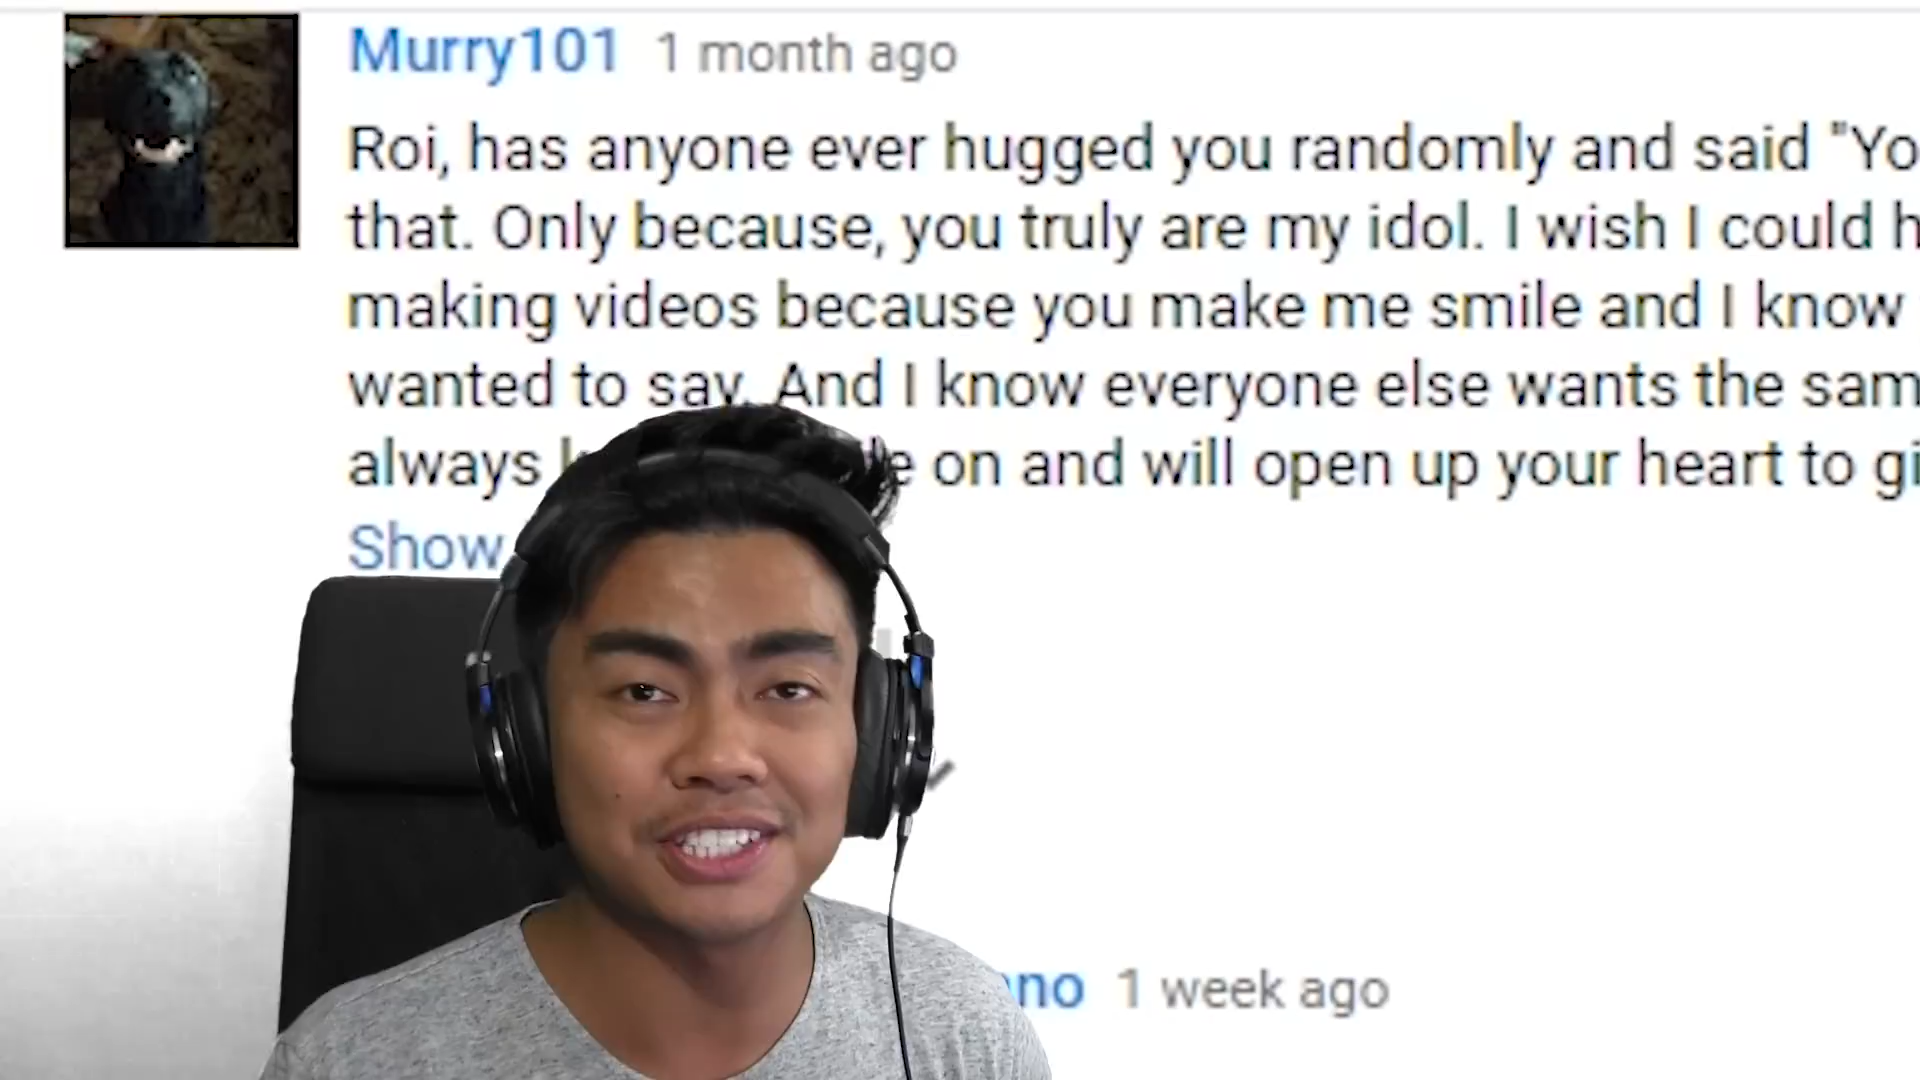 Murry101 1 month ago
Roi, has anyone ever hugged you randomly and said "Yo
that. Only because, you truly are my idol. I wish I could h
making videos because you make me smile and I know
wanted to say. And I know everyone else wants the sam
always e on and will open up your heart to gi
Show
no 1 week ago